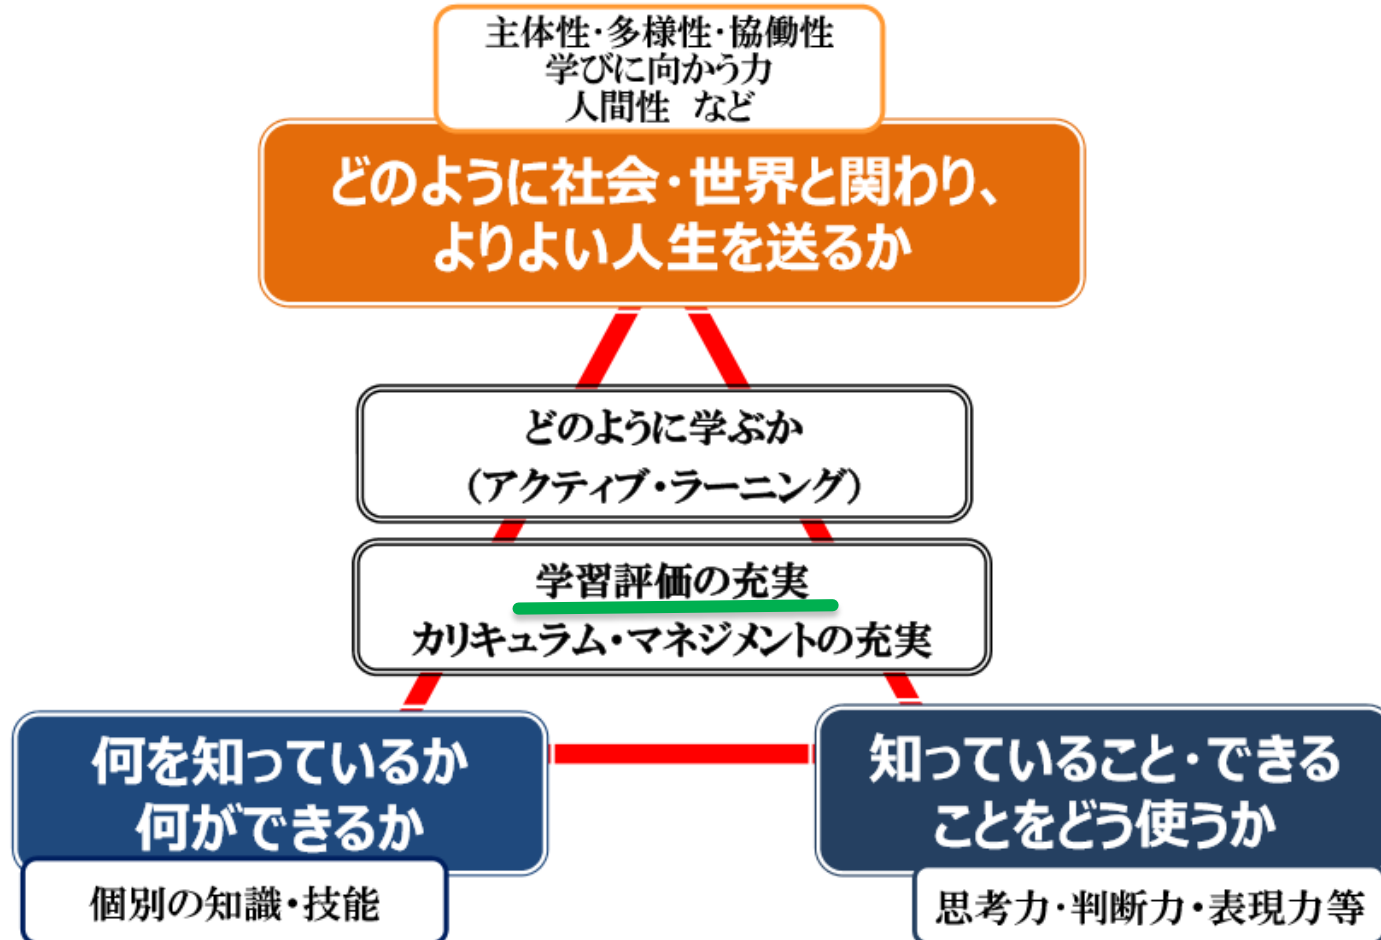 主体性・多様性・協働性
学びに向かう力
人間性　など
どのように社会・世界と関わり、
よりよい人生を送るか
どのように学ぶか
（アクティブ・ラーニング）
学習評価の充実
カリキュラム・マネジメントの充実
何を知っているか
何ができるか
個別の知識・技能
知っていること・できる
ことをどう使うか
思考力・判断力・表現力等